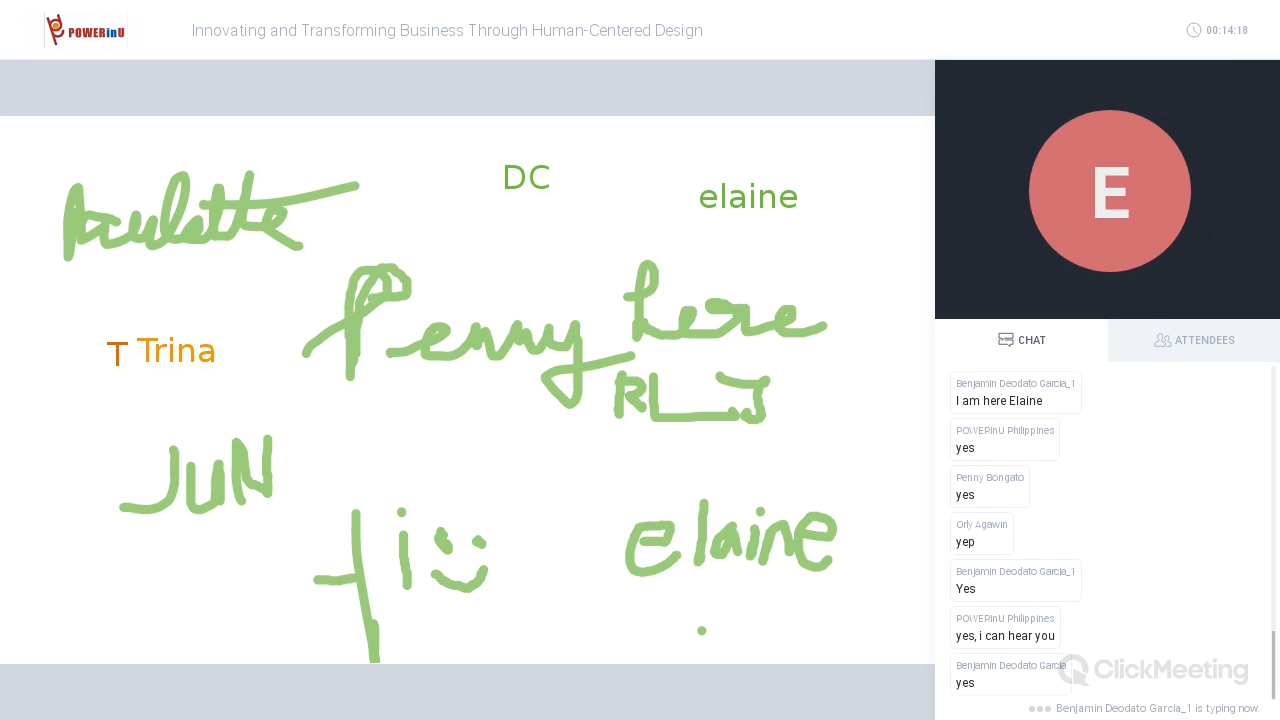 POWERinU
Innovating and Transforming Business Through Human-Centered Design
00:14:18
DC
elaine
Penny here
T Trina
RL
JUN
elaine
E
CHAT
ATTENDEES
Benjamin Deodato Garcia_1
I am here Elaine
POWERinU Philippines
yes
Penny Bongato
yes
Orly Agawin
yep
Benjamin Deodato Garcia_1
Yes
POWERinU Philippines
yes, i can hear you
Benjamin Deodato Garcia
yes
ClickMeeting
Benjamin Deodato Garcia_1 is typing now.